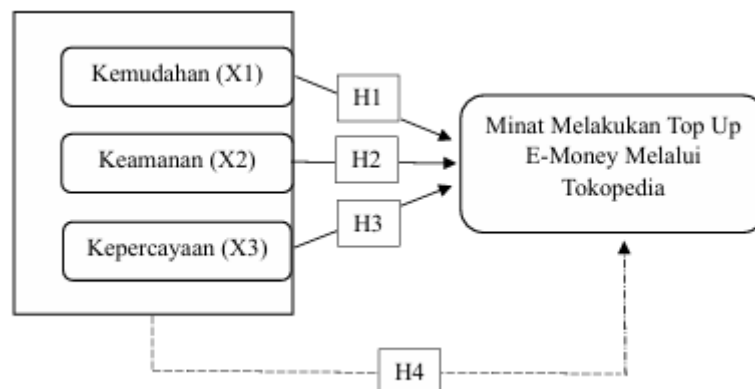 Kemudahan (X1)
H1
Keamanan (X2)
H2
Kepercayaan (X3)
H3
Minat Melakukan Top Up
E-Money Melalui
Tokopedia
H4